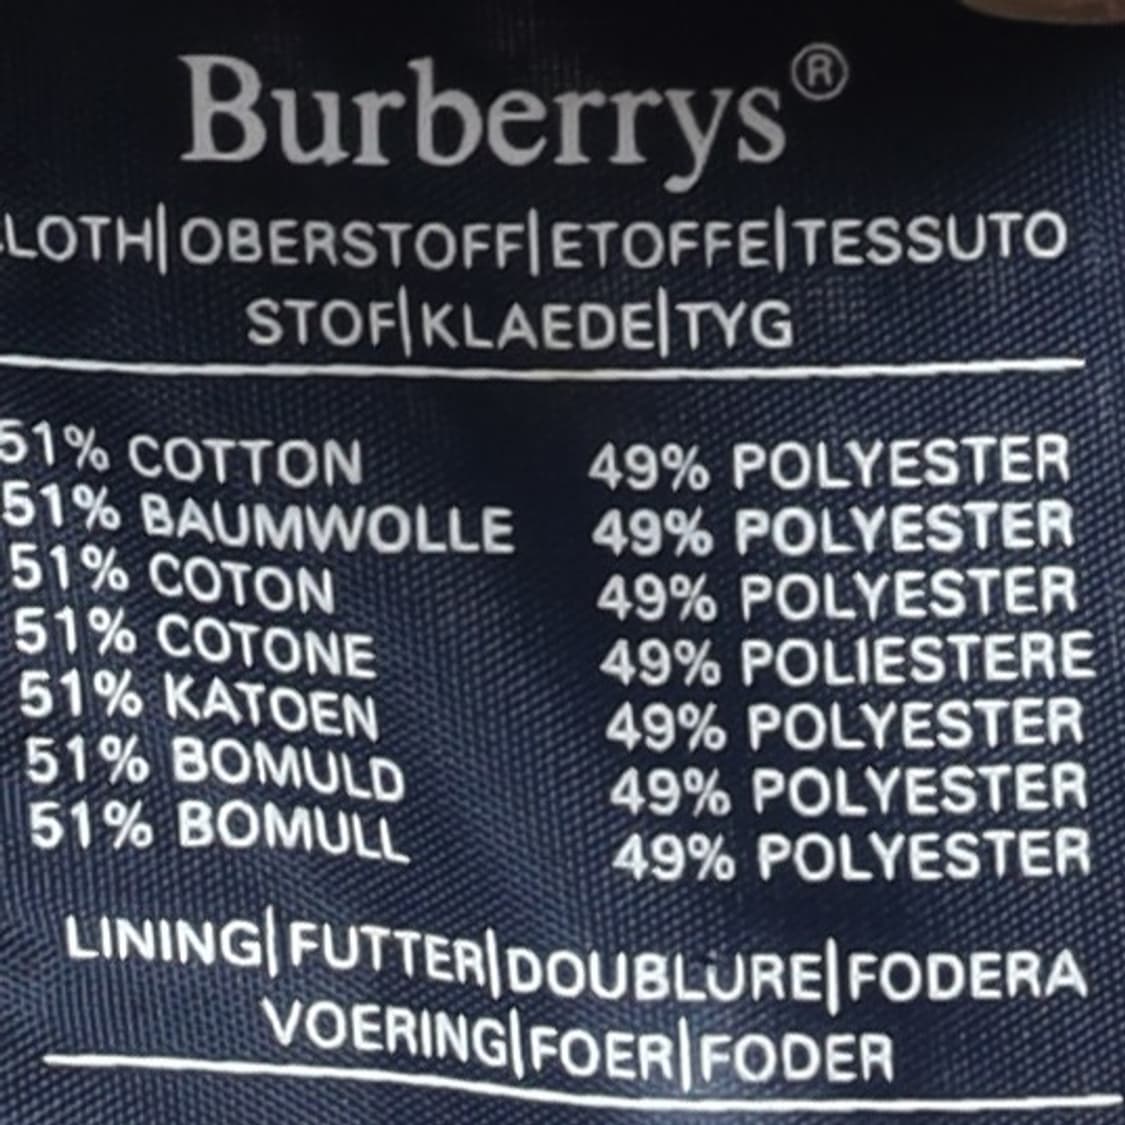 Burberrys®
LOTH|OBERSTOFF|ETOFFE|TESSUTO
STOF|KLAEDE|TYG
51% COTTON 49% POLYESTER
51% BAUMWOLLE 49% POLYESTER
51% COTON 49% POLYESTER
51% COTONE 49% POLIESTERE
51% KATOEN 49% POLYESTER
51% BOMULD 49% POLYESTER
51% BOMULL 49% POLYESTER
LINING|FUTTER|DOUBLURE|FODERA
VOERING|FOER|FODER